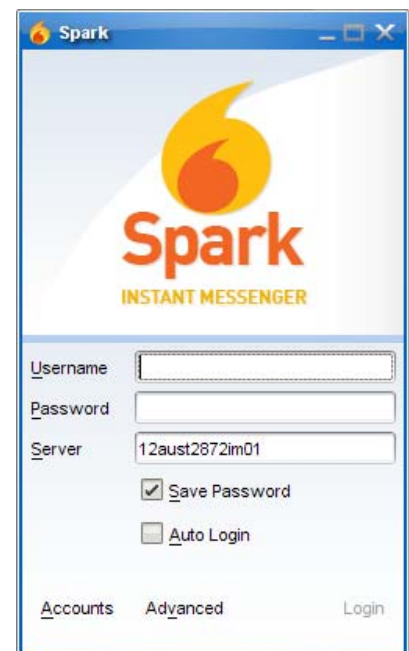 Spark
Spark
INSTANT MESSENGER
Username
Password
Server 12aust2872im01
Save Password
Auto Login
Accounts Advanced Login